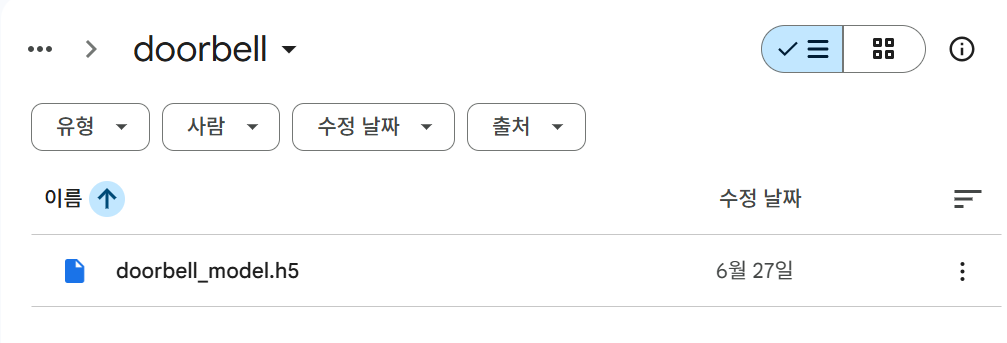 ... > doorbell
유형 사람 수정 날짜 출처
이름 수정 날짜
doorbell_model.h5 6월 27일